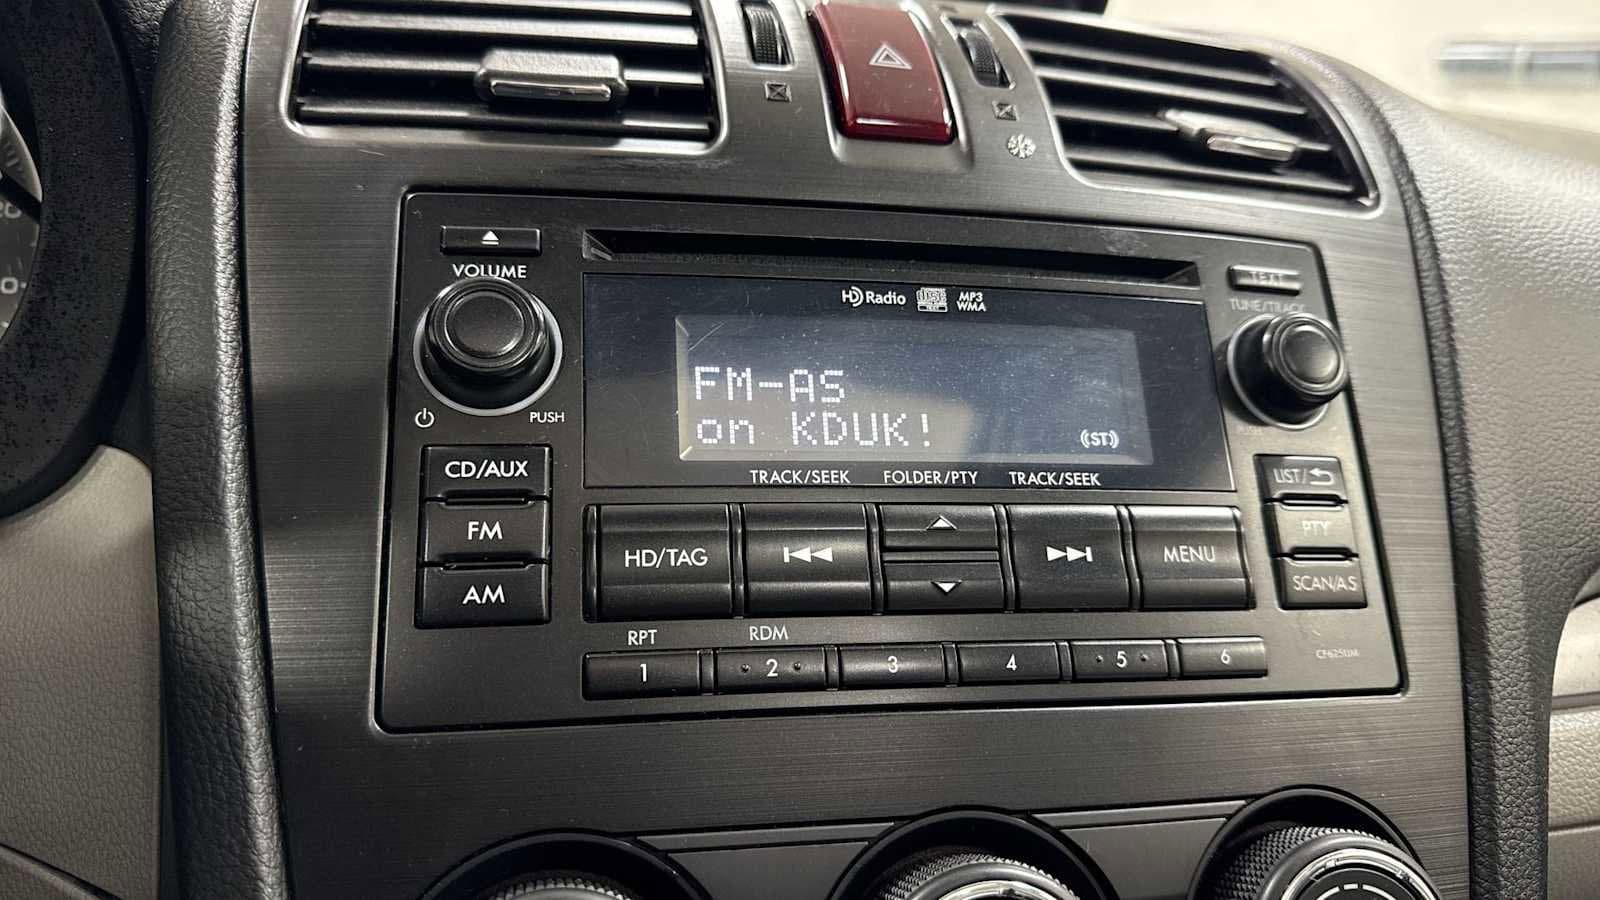 VOLUME
PUSH
HD Radio
MP3
WMA
TEXT
TUNE/TRACK
FM-AS
on KDUK!
(ST)
TRACK/SEEK
FOLDER/PTY
TRACK/SEEK
CD/AUX
FM
AM
HD/TAG
MENU
LIST/
PTY
SCAN/AS
RPT
RDM
1
2
3
4
5
6